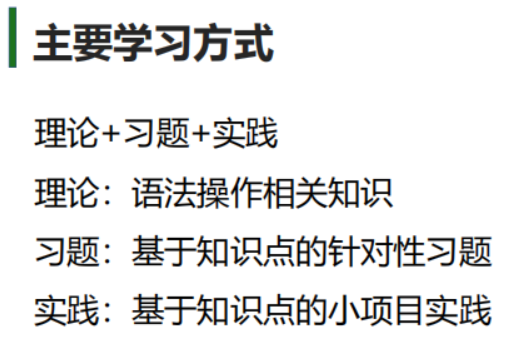 主要学习方式
理论+习题+实践
理论：语法操作相关知识
习题：基于知识点的针对性习题
实践：基于知识点的小项目实践